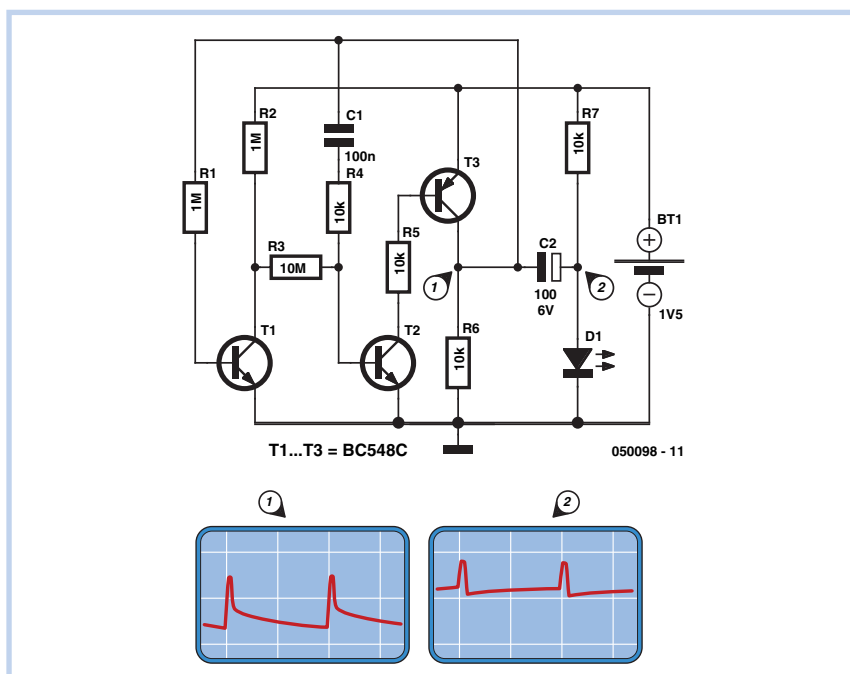 R2
1M
C1
100n
R7
10k
T3
R1
1M
R4
10k
BT1
+
R5
10k
C2
R3
10M
1
100
6V
2
−
1V5
T1
T2
R6
10k
D1
T1...T3 = BC548C
050098 - 11
1
2